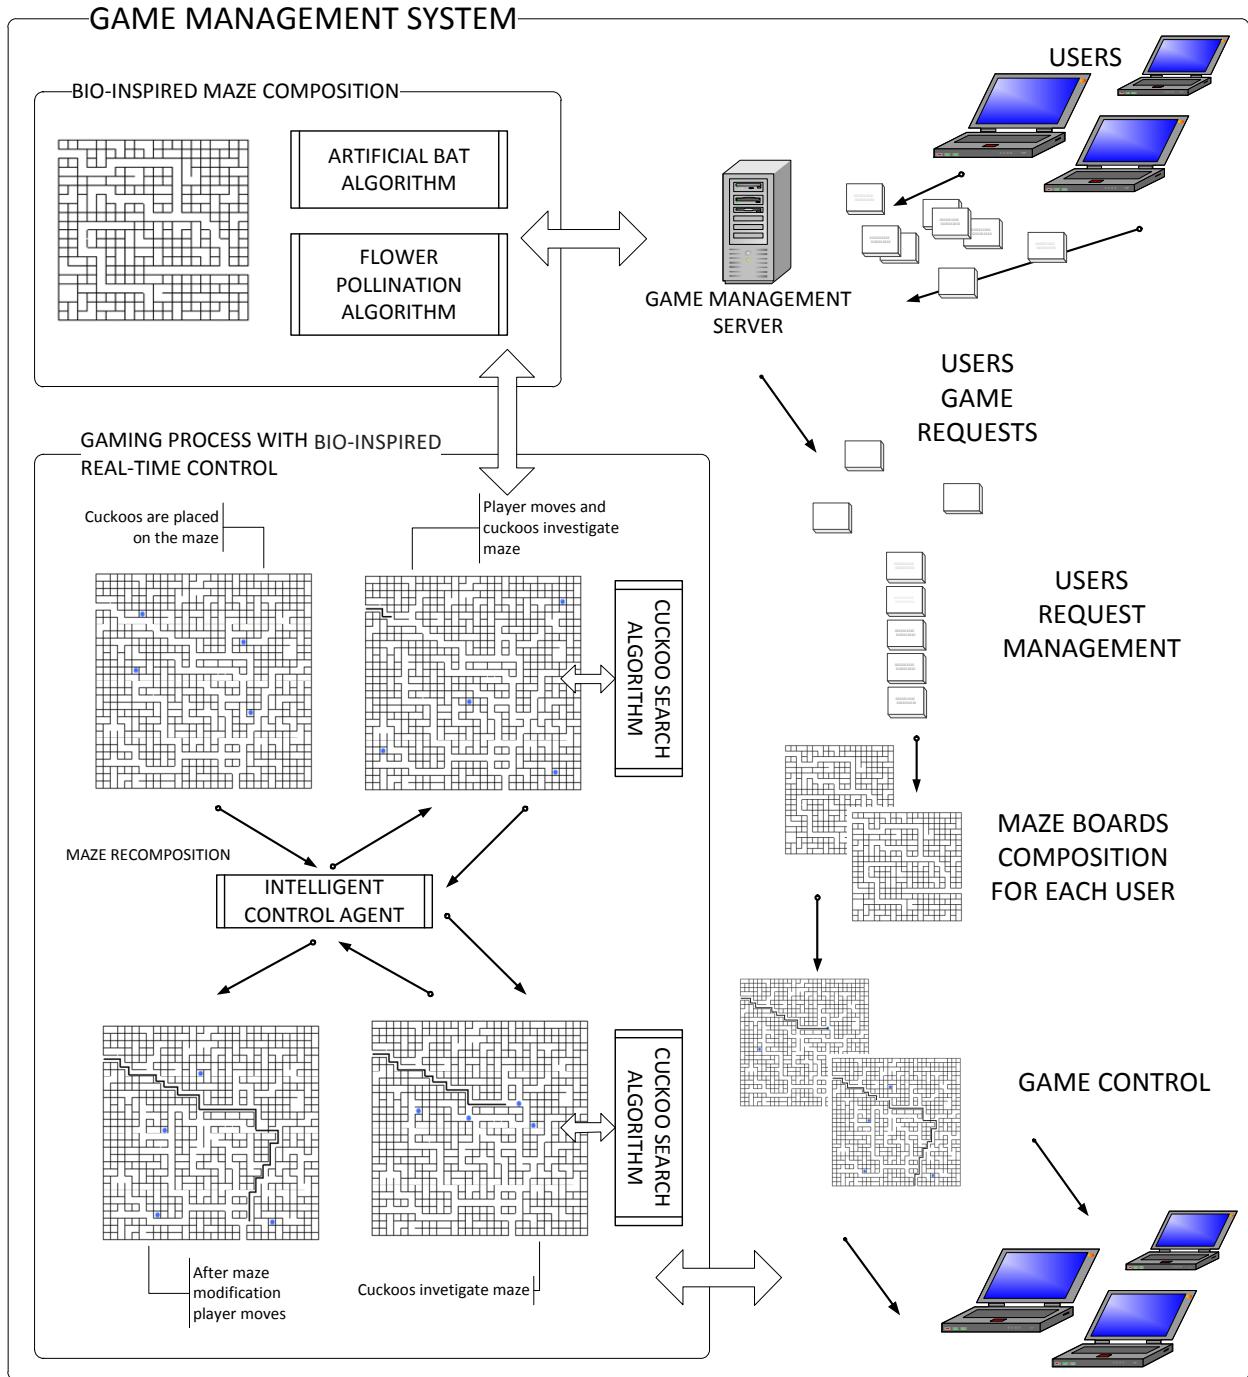 GAME MANAGEMENT SYSTEM
USERS
BIO-INSPIRED MAZE COMPOSITION
ARTIFICIAL BAT
ALGORITHM
FLOWER
POLLINATION
ALGORITHM
GAME MANAGEMENT
SERVER
USERS
GAME
REQUESTS
GAMING PROCESS WITH BIO-INSPIRED
REAL-TIME CONTROL
Cuckoos are placed
on the maze
Player moves and
cuckoos investigate
maze
CUCKOO SEARCH
ALGORITHM
USERS
REQUEST
MANAGEMENT
MAZE RECOMPOSITION
INTELLIGENT
CONTROL AGENT
MAZE BOARDS
COMPOSITION
FOR EACH USER
CUCKOO SEARCH
ALGORITHM
GAME CONTROL
After maze
modification
player moves
Cuckoos invetigate maze